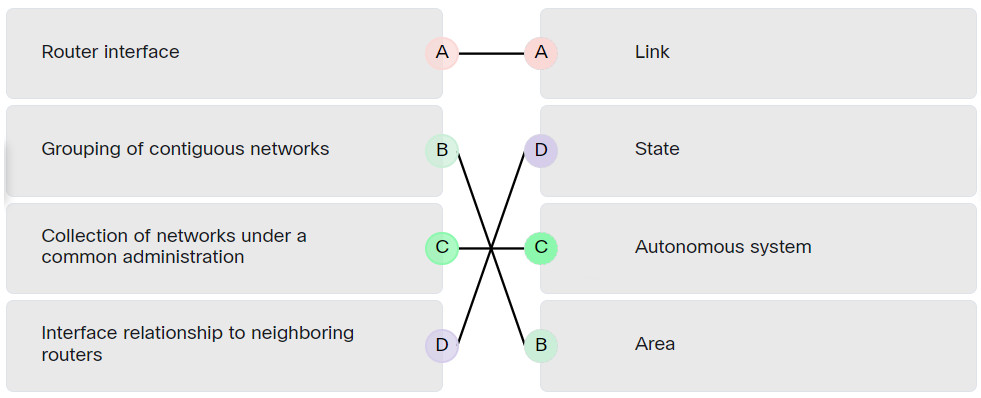 Router interface A A Link
Grouping of contiguous networks B D State
Collection of networks under a
common administration C C Autonomous system
Interface relationship to neighboring
routers D B Area